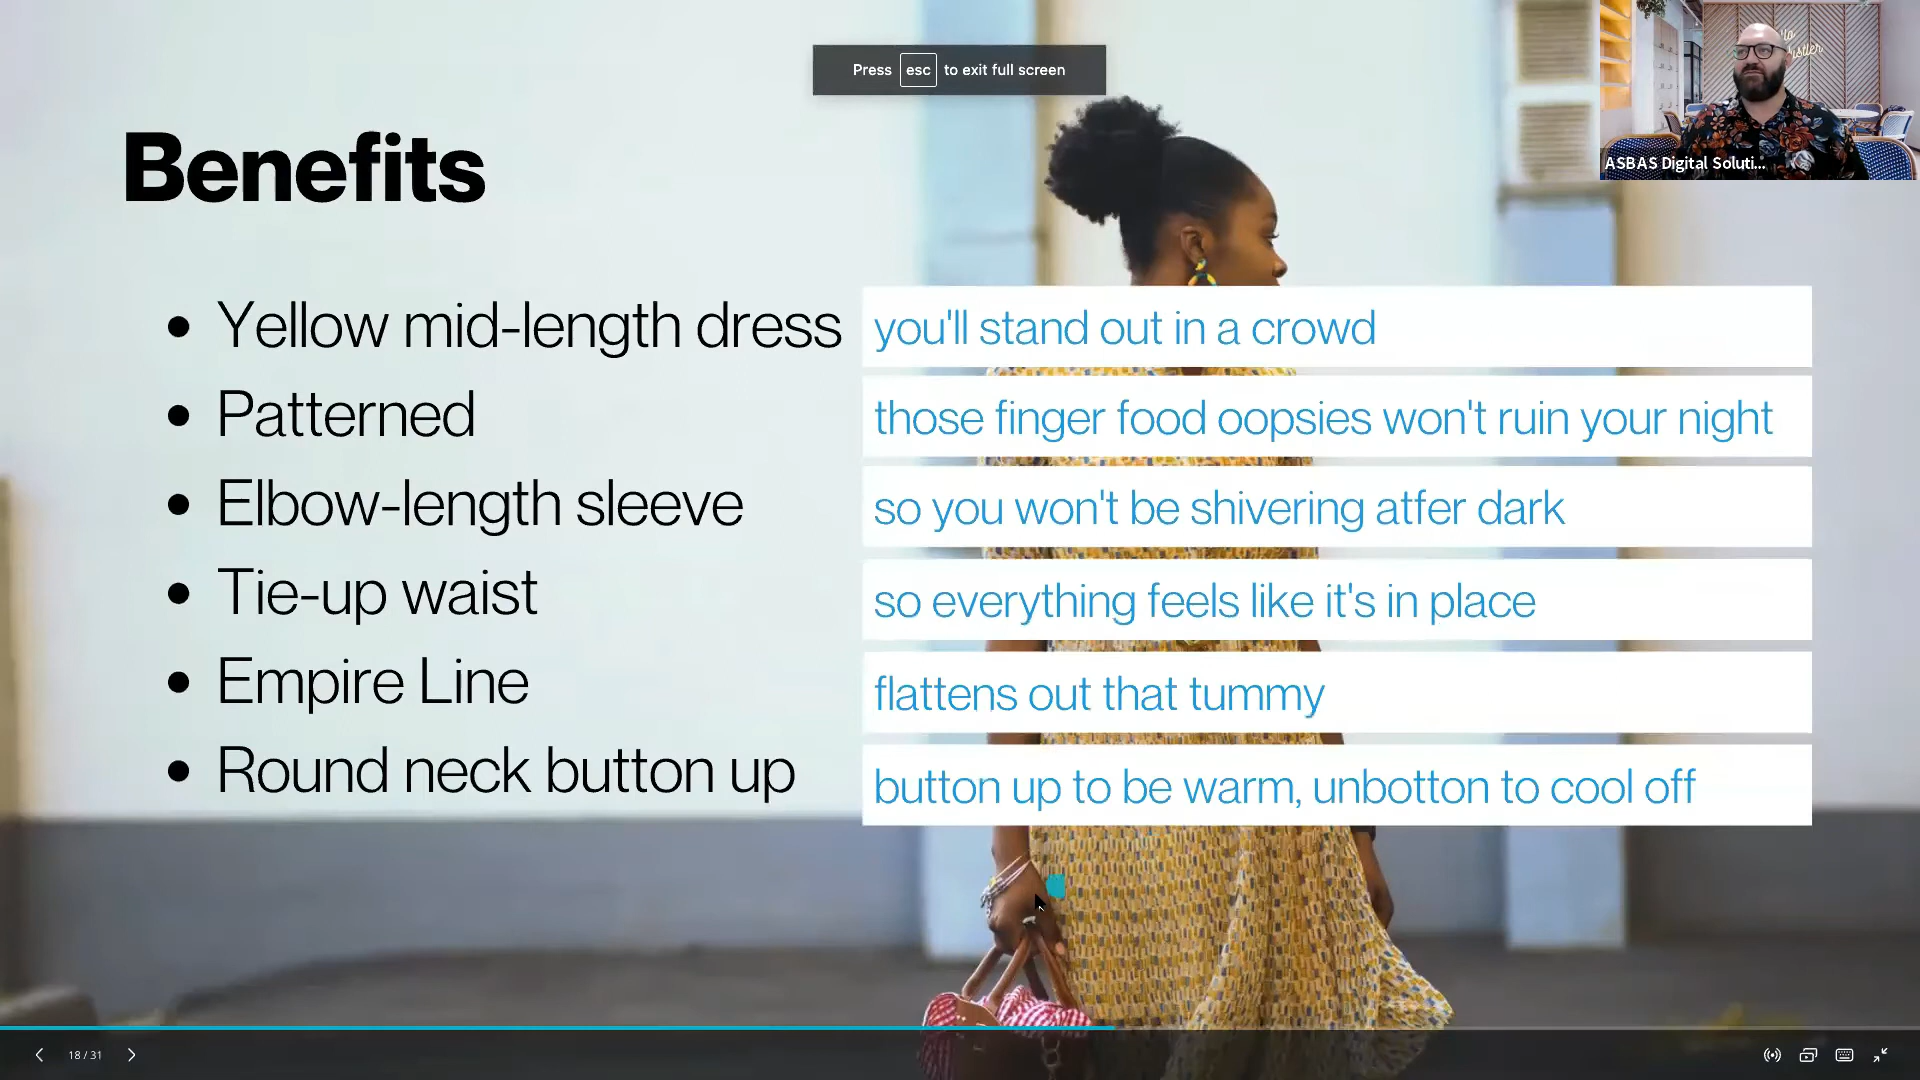 Press esc to exit full screen
ASBAS Digital Soluti...
Benefits
• Yellow mid-length dress you'll stand out in a crowd
• Patterned those finger food oopsies won't ruin your night
• Elbow-length sleeve so you won't be shivering atfer dark
• Tie-up waist so everything feels like it's in place
• Empire Line flattens out that tummy
• Round neck button up button up to be warm, unbotton to cool off
18 / 31